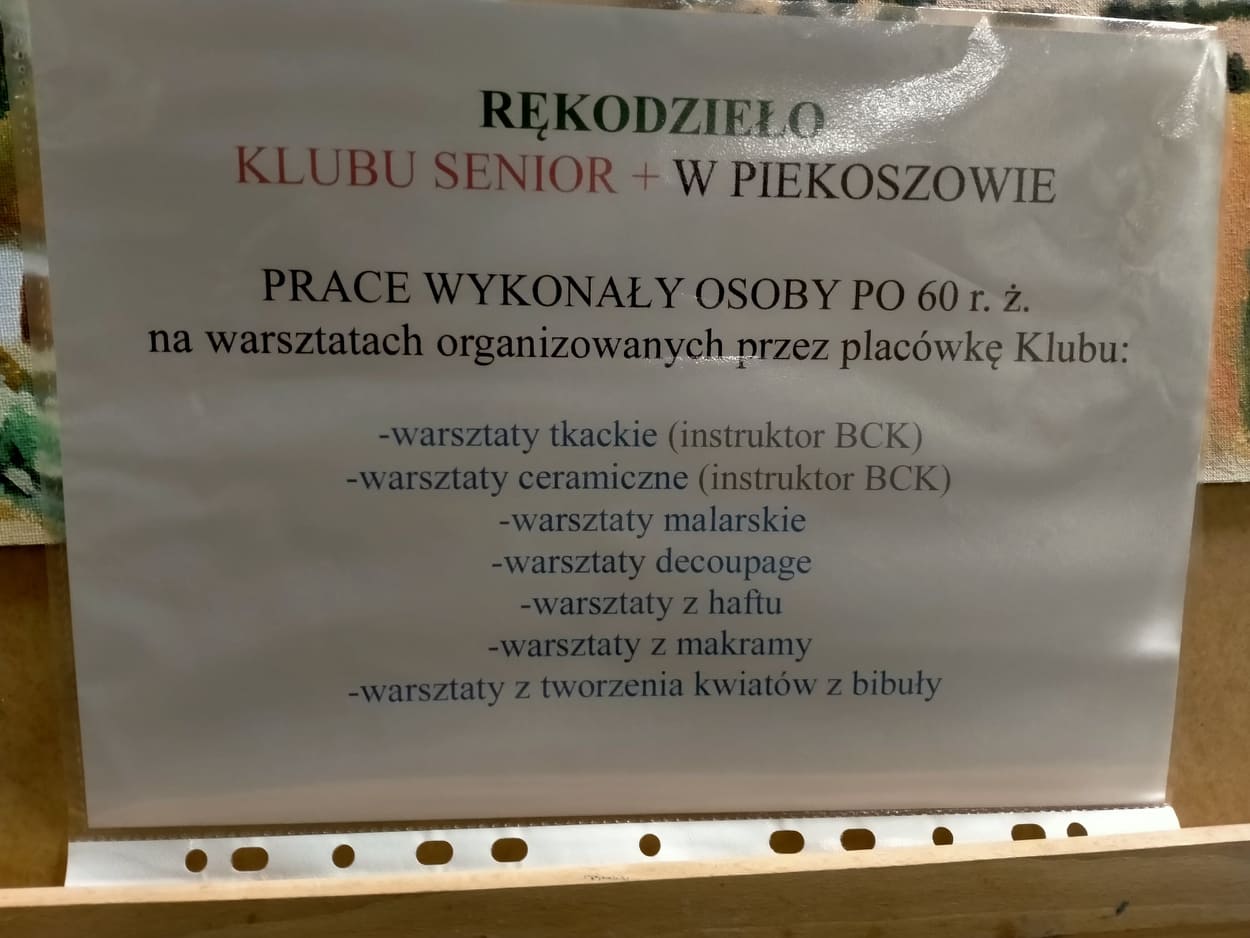 RĘKODZIEŁO
KLUBU SENIOR + W PIEKOSZOWIE
PRACE WYKONAŁY OSOBY PO 60 r. ż.
na warsztatach organizowanych przez placówkę Klubu:
-warsztaty tkackie (instruktor BCK)
-warsztaty ceramiczne (instruktor BCK)
-warsztaty malarskie
-warsztaty decoupage
-warsztaty z haftu
-warsztaty z makramy
-warsztaty z tworzenia kwiatów z bibuły